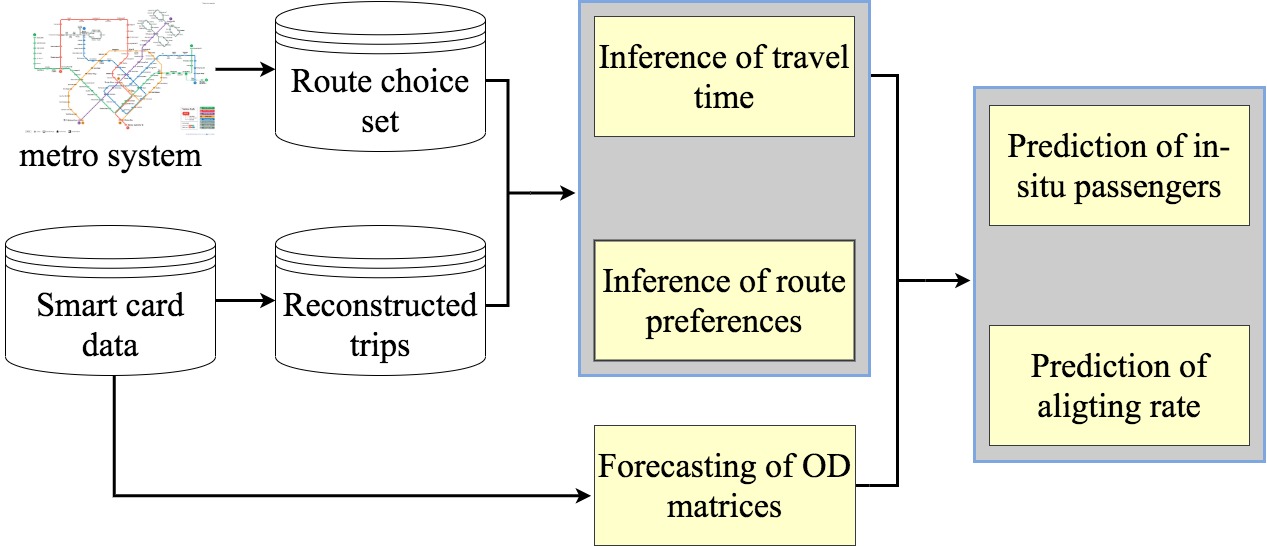 metro system
Route choice
set
Smart card
data
Reconstructed
trips
Inference of travel
time
Inference of route
preferences
Forecasting of OD
matrices
Prediction of in-
situ passengers
Prediction of
aligting rate